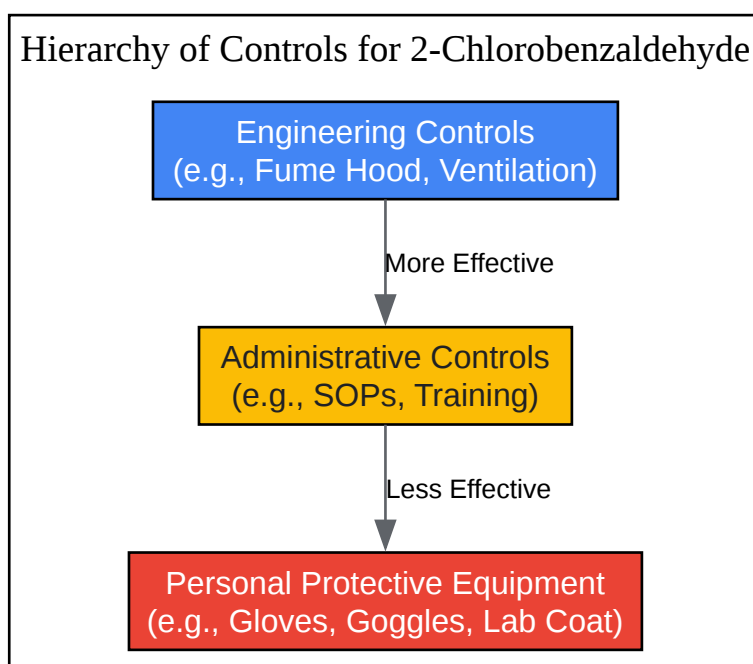 Hierarchy of Controls for 2-Chlorobenzaldehyde
Engineering Controls
(e.g., Fume Hood, Ventilation)
More Effective
Administrative Controls
(e.g., SOPs, Training)
Less Effective
Personal Protective Equipment
(e.g., Gloves, Goggles, Lab Coat)